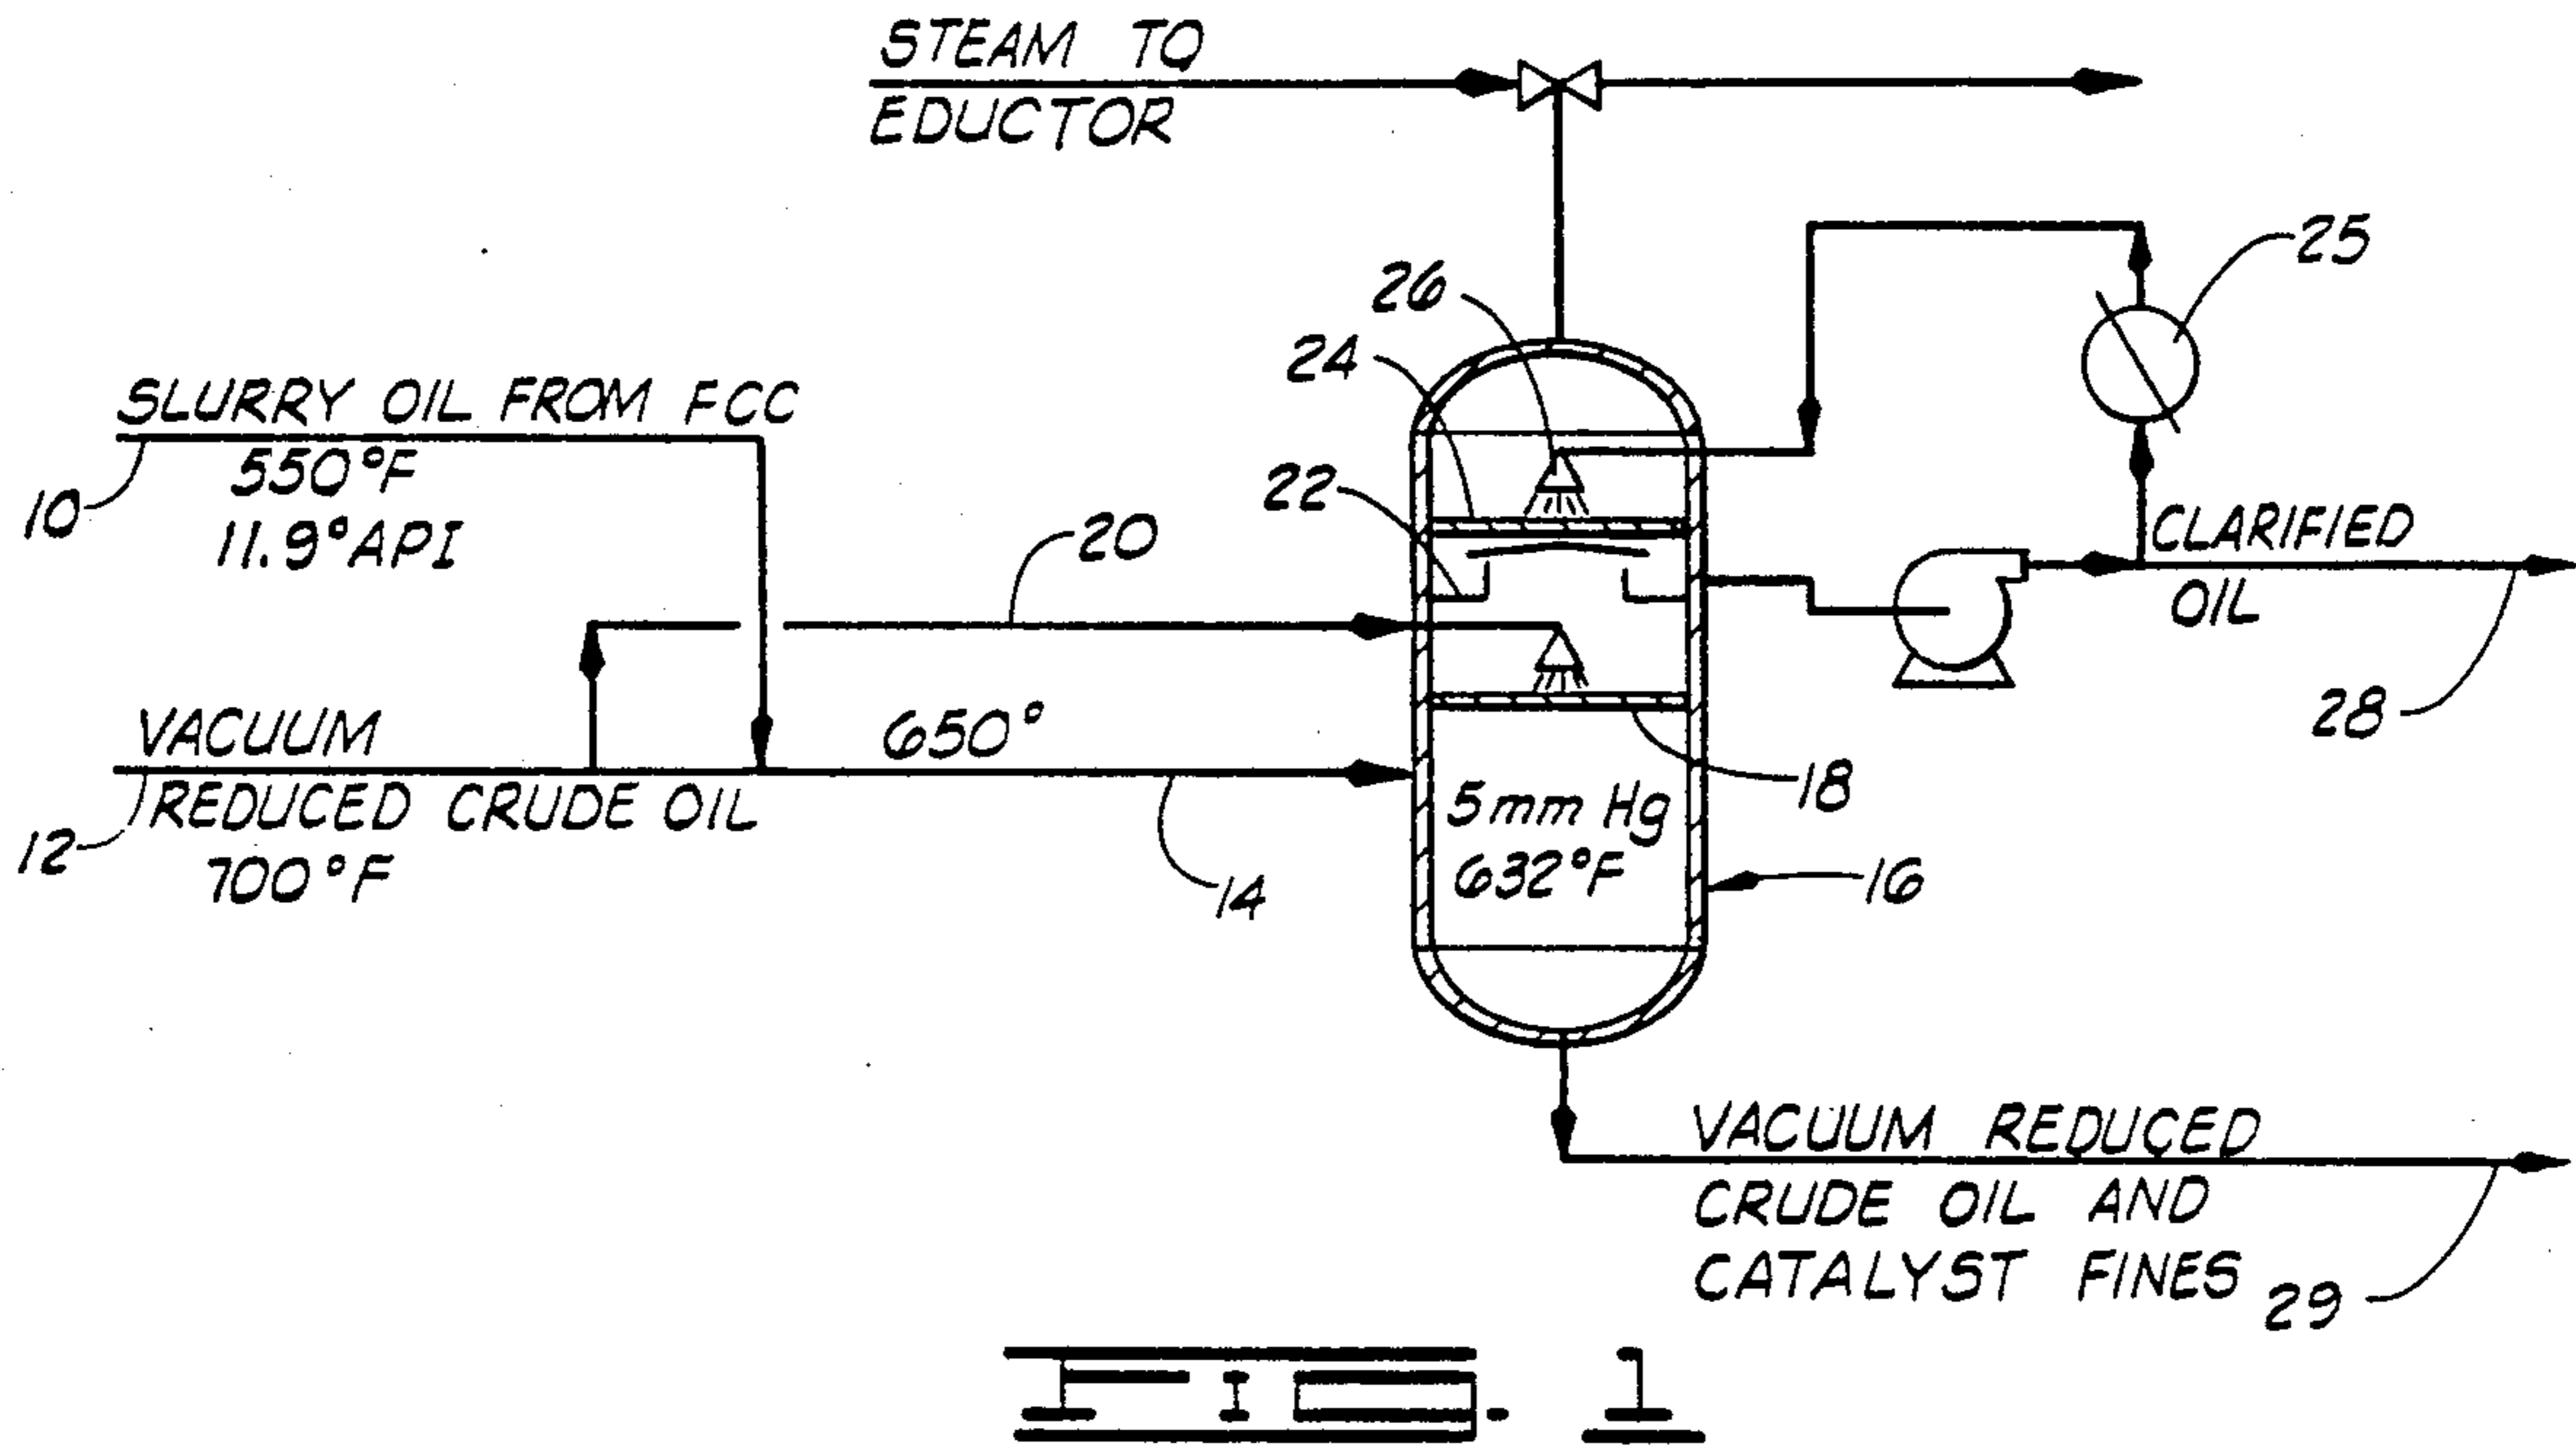 STEAM TO
EDUCTOR
25
26
24
SLURRY OIL FROM FCC
550°F
11.9°API
10
22
20
CLARIFIED
OIL
28
VACUUM
REDUCED CRUDE OIL
700°F
12
650°
14
18
5mm Hg
632°F
16
VACUUM REDUCED
CRUDE OIL AND
CATALYST FINES
29
FIG. 1